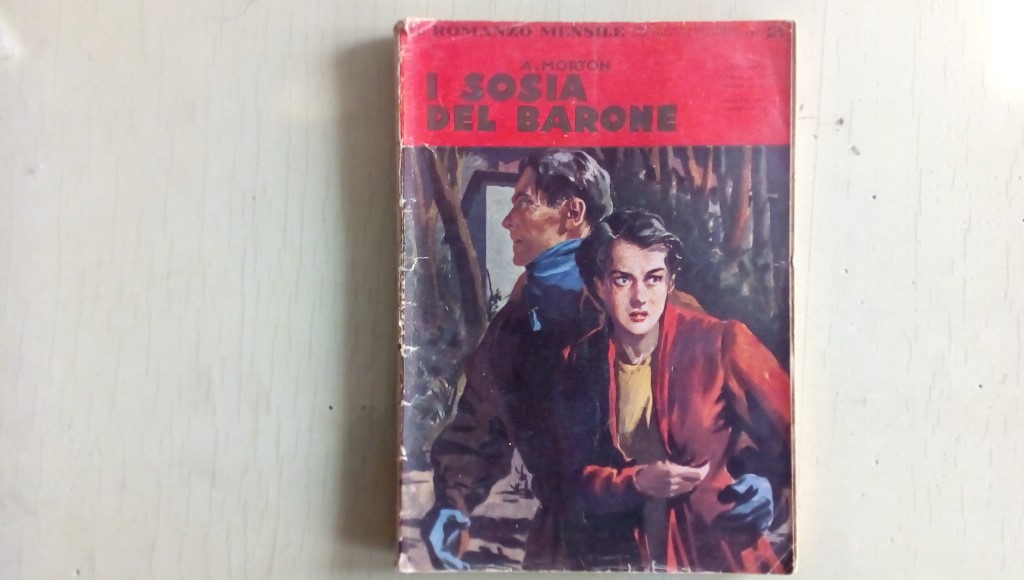 ROMANZO MENSILE
A. MORTON
I SOSIA
DEL BARONE